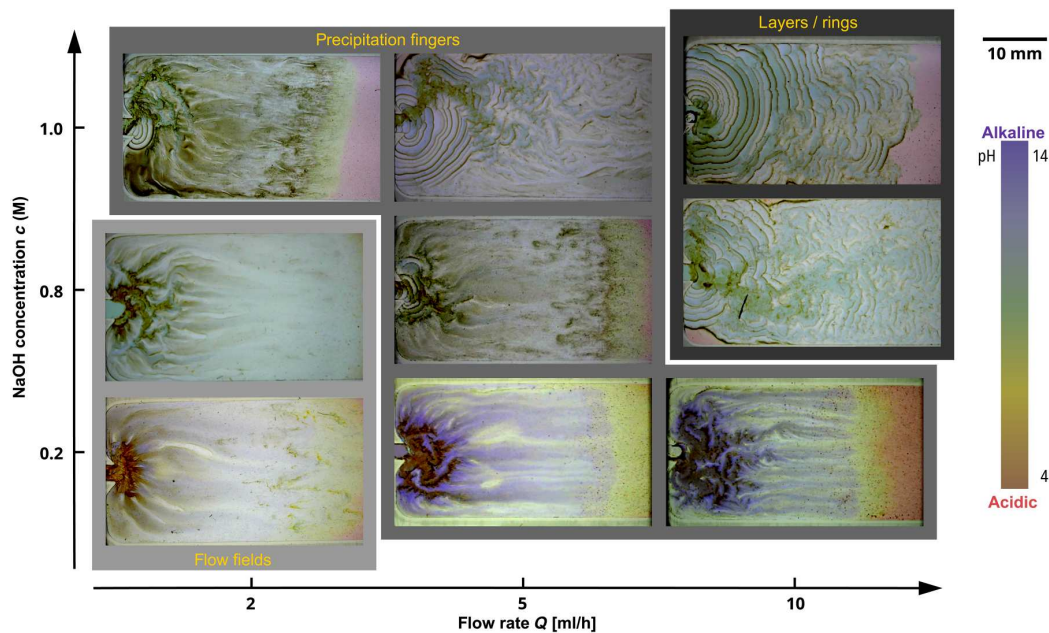 Precipitation fingers
Layers / rings
10 mm
Alkaline
pH 14
4
Acidic
NaOH concentration c (M)
1.0
0.8
0.2
Flow fields
2
5
10
Flow rate Q [ml/h]